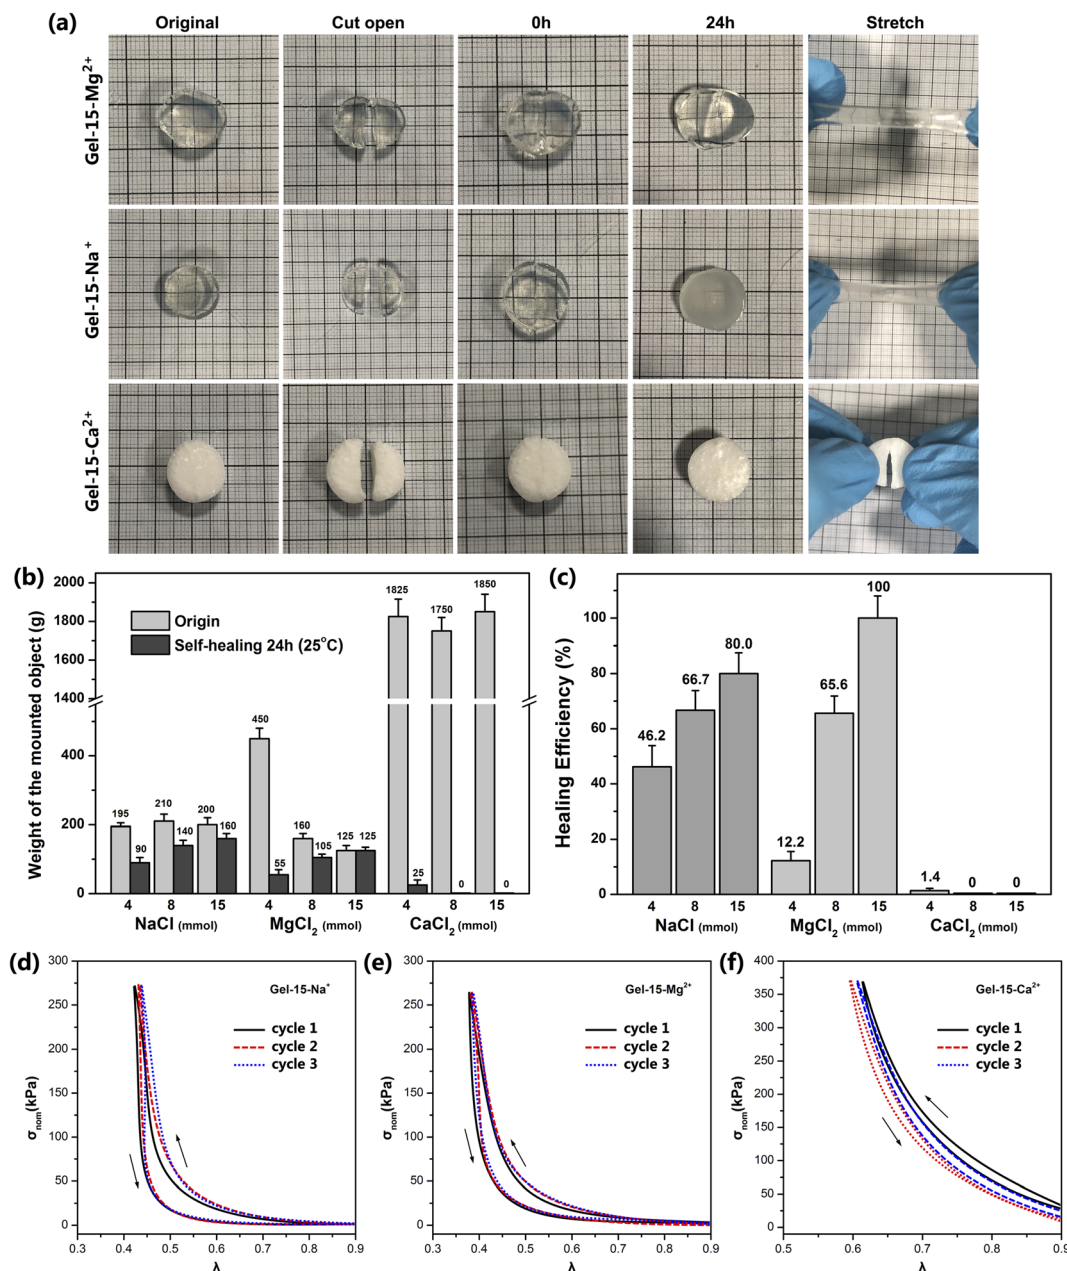 (a)
Original Cut open 0h 24h Stretch
Gel-15-Mg²⁺
Gel-15-Na⁺
Gel-15-Ca²⁺
(b)
Weight of the mounted object (g)
2000
1800
1600
1400
400
200
0
Origin
Self-healing 24h (25°C)
195 90 210 140 200 160
450 55 160 105 125 125
1825 25 1750 0 1850 0
4 8 15 4 8 15 4 8 15
NaCl (mmol) MgCl₂ (mmol) CaCl₂ (mmol)
(c)
Healing Efficiency (%)
100
80
60
40
20
0
46.2 66.7 80.0
12.2 65.6 100
1.4 0 0
4 8 15 4 8 15 4 8 15
NaCl (mmol) MgCl₂ (mmol) CaCl₂ (mmol)
(d)
σnom(kPa)
300
250
200
150
100
50
0
Gel-15-Na⁺
cycle 1
cycle 2
cycle 3
0.3 0.4 0.5 0.6 0.7 0.8 0.9
λ
(e)
σnom(kPa)
300
250
200
150
100
50
0
Gel-15-Mg²⁺
cycle 1
cycle 2
cycle 3
0.3 0.4 0.5 0.6 0.7 0.8 0.9
λ
(f)
σnom(kPa)
400
350
300
250
200
150
100
50
0
Gel-15-Ca²⁺
cycle 1
cycle 2
cycle 3
0.5 0.6 0.7 0.8 0.9
λ